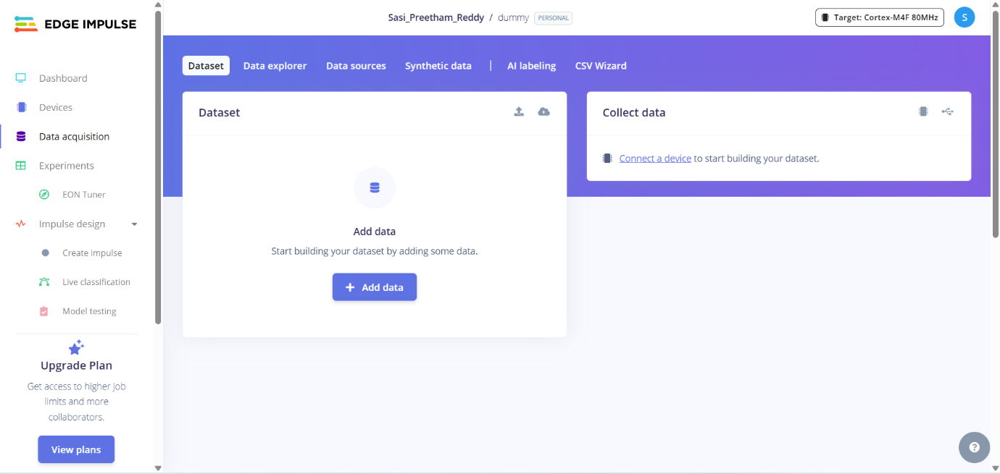 EDGE IMPULSE
Sasi_Preetham_Reddy / dummy PERSONAL
Target: Cortex-M4F 80MHz
S
Dashboard
Devices
Data acquisition
Experiments
EON Tuner
Impulse design
Create impulse
Live classification
Model testing
Upgrade Plan
Get access to higher job
limits and more
collaborators.
View plans
Dataset Data explorer Data sources Synthetic data | AI labeling CSV Wizard
Dataset
Add data
Start building your dataset by adding some data.
+ Add data
Collect data
Connect a device to start building your dataset.
?